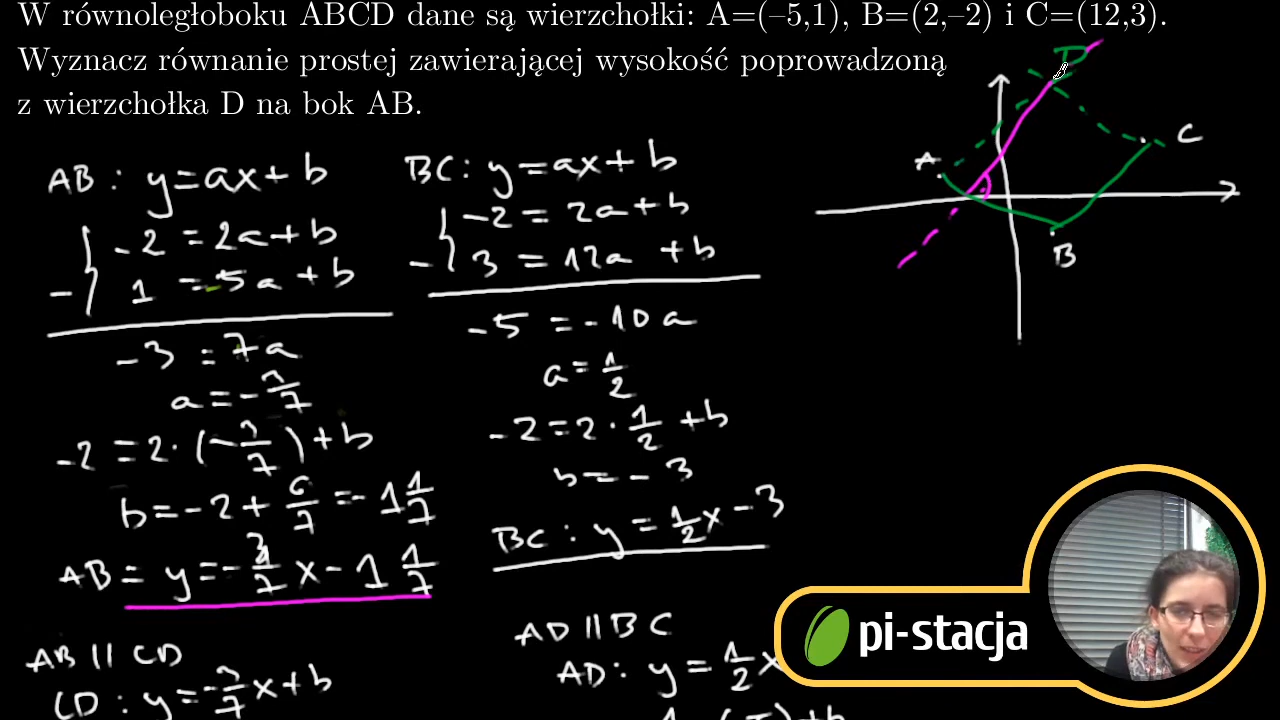 W równoległoboku ABCD dane są wierzchołki: A=(–5,1), B=(2,–2) i C=(12,3).
Wyznacz równanie prostej zawierającej wysokość poprowadzoną
z wierzchołka D na bok AB.
AB: y=ax+b
-2 = 2a+b
- 1 = -5a+b
-3 = 7a
a = -3/7
-2 = 2·(-3/7)+b
b = -2+6/7 = -1 1/7
AB = y = -3/7 x - 1 1/7
AB || CD
CD: y = -3/7 x+b
BC: y=ax+b
-2 = 2a+b
- 3 = 12a+b
-5 = -10a
a = 1/2
-2 = 2·1/2+b
b = -3
BC: y = 1/2 x - 3
AD || BC
AD: y = 1/2 x
D
A
C
B
pi-stacja